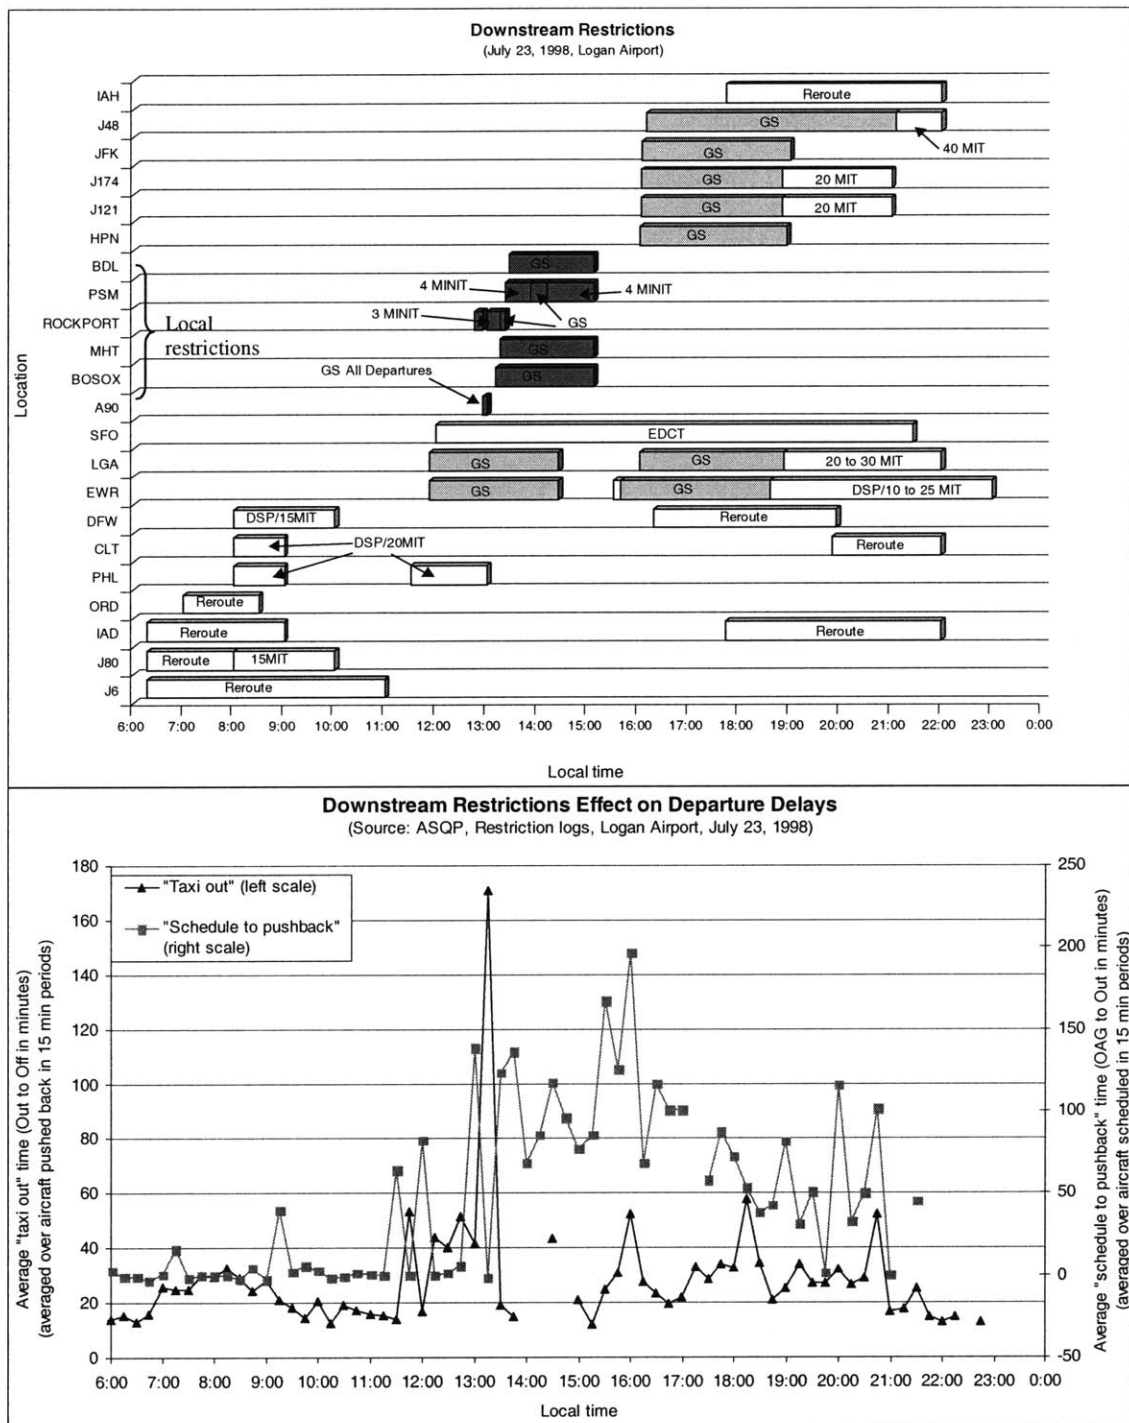 Downstream Restrictions
(July 23, 1998, Logan Airport)
Location
IAH
Reroute
J48
GS
40 MIT
JFK
GS
J174
GS
20 MIT
J121
GS
20 MIT
HPN
GS
BDL
GS
PSM
4 MINIT
4 MINIT
ROCKPORT
3 MINIT
GS
Local
restrictions
MHT
GS
BOSOX
GS
GS All Departures
A90
SFO
EDCT
LGA
GS
GS
20 to 30 MIT
EWR
GS
GS
DSP/10 to 25 MIT
DFW
DSP/15MIT
Reroute
CLT
DSP/20MIT
Reroute
PHL
ORD
Reroute
IAD
Reroute
Reroute
J80
Reroute
15MIT
J6
Reroute
6:00 7:00 8:00 9:00 10:00 11:00 12:00 13:00 14:00 15:00 16:00 17:00 18:00 19:00 20:00 21:00 22:00 23:00 0:00
Local time
Downstream Restrictions Effect on Departure Delays
(Source: ASQP, Restriction logs, Logan Airport, July 23, 1998)
"Taxi out" (left scale)
"Schedule to pushback"
(right scale)
Average "taxi out" time (Out to Off in minutes)
(averaged over aircraft pushed back in 15 min periods)
180
160
140
120
100
80
60
40
20
0
250
200
150
100
50
0
-50
Average "schedule to pushback" time (OAG to Out in minutes)
(averaged over aircraft scheduled in 15 min periods)
6:00 7:00 8:00 9:00 10:00 11:00 12:00 13:00 14:00 15:00 16:00 17:00 18:00 19:00 20:00 21:00 22:00 23:00 0:00
Local time